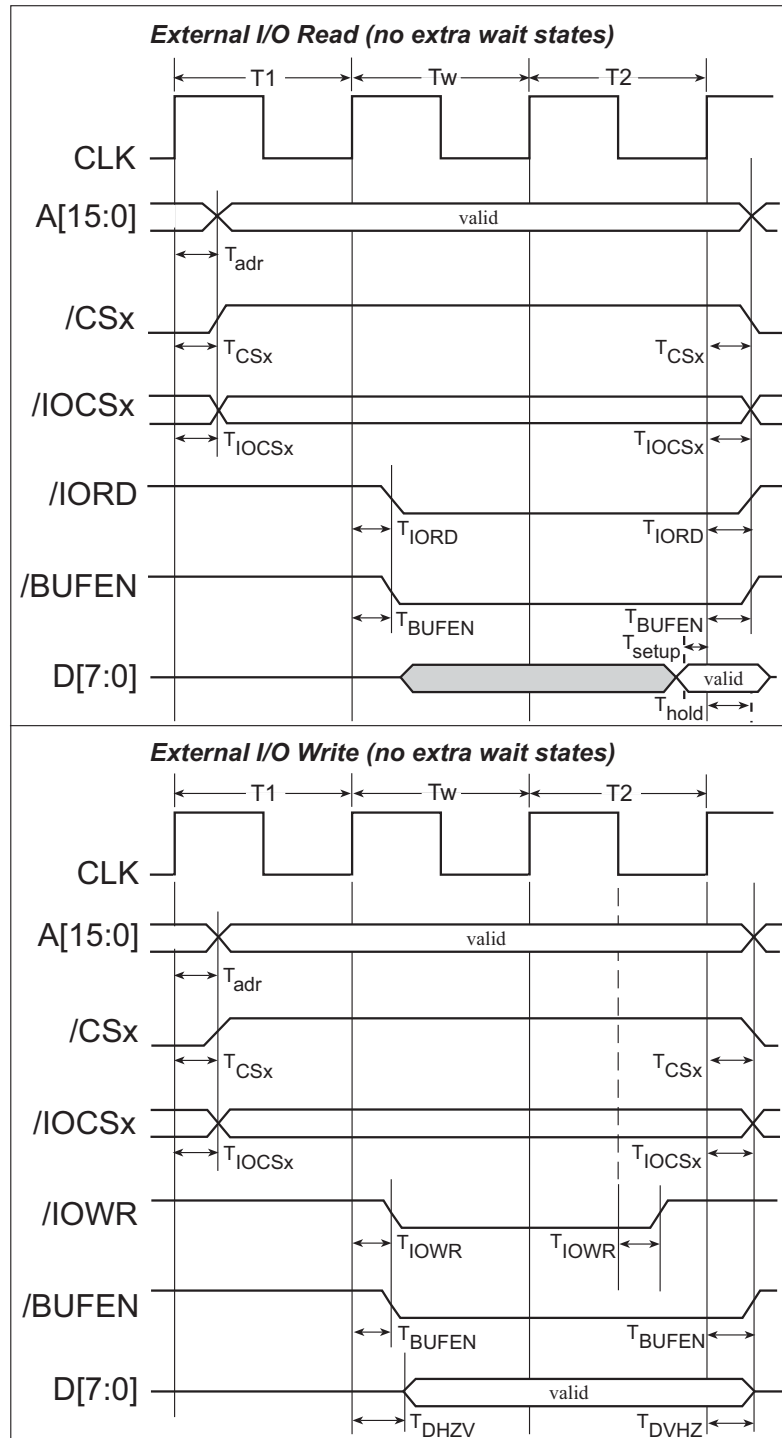 External I/O Read (no extra wait states)
T1 Tw T2
CLK
A[15:0] valid
Tadr
/CSx
TCSx TCSx
/IOCSx
TIOCSx TIOCSx
/IORD
TIORD TIORD
/BUFEN
TBUFEN TBUFEN
Tsetup
D[7:0] valid
Thold
External I/O Write (no extra wait states)
T1 Tw T2
CLK
A[15:0] valid
Tadr
/CSx
TCSx TCSx
/IOCSx
TIOCSx TIOCSx
/IOWR
TIOWR TIOWR
/BUFEN
TBUFEN TBUFEN
D[7:0] valid
TDHZV TDVHZ